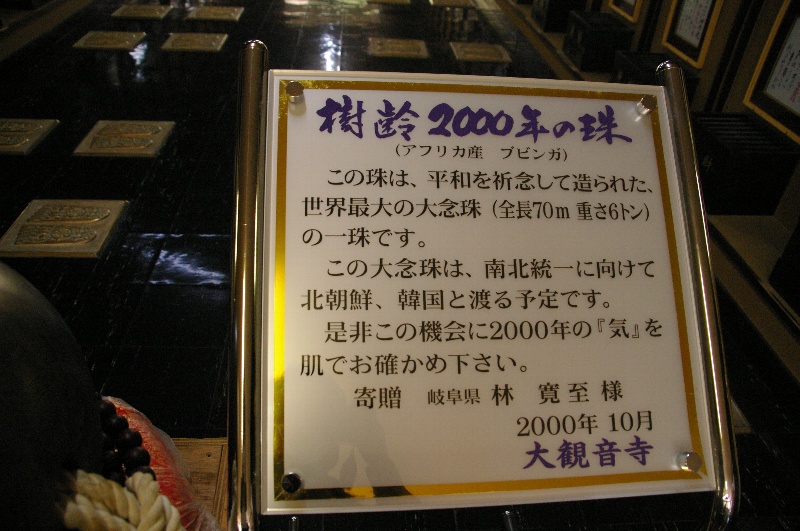 樹齢2000年の珠
(アフリカ産 ブビンガ)
この珠は、平和を祈念して造られた、
世界最大の大念珠(全長70m 重さ6トン)
の一珠です。
この大念珠は、南北統一に向けて
北朝鮮、韓国と渡る予定です。
是非この機会に2000年の『気』を
肌でお確かめ下さい。
寄贈 岐阜県 林 寛至 様
2000年 10月
大観音寺